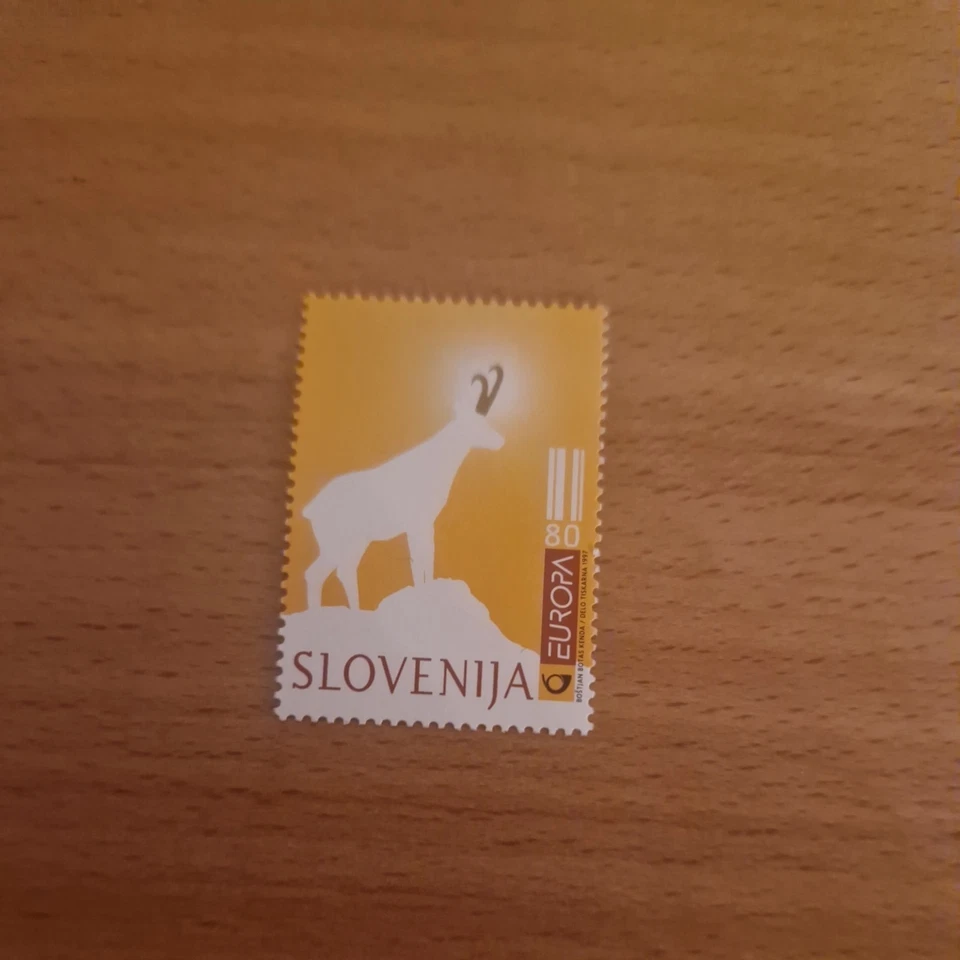 80
EUROPA
BOŠTJAN BOTAS KENDA / DELO TISKARNA 1997
SLOVENIJA